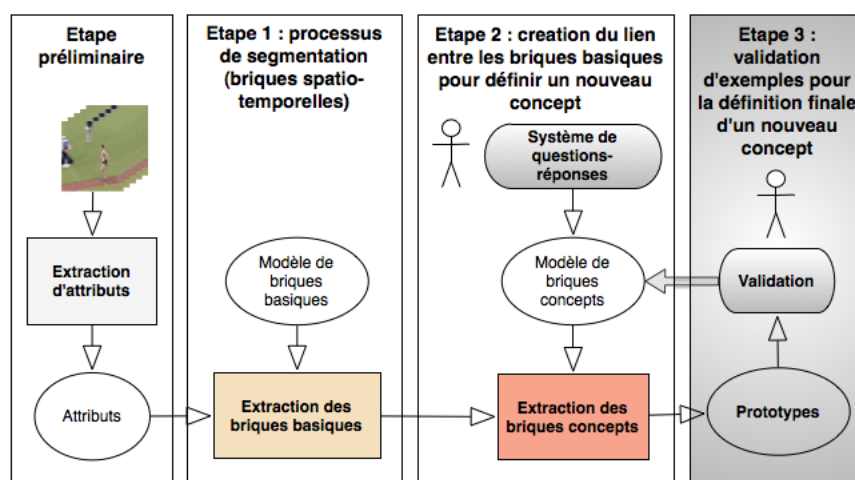 Etape
préliminaire
Extraction
d'attributs
Attributs
Etape 1 : processus
de segmentation
(briques spatio-
temporelles)
Modèle de
briques
basiques
Extraction des
briques basiques
Etape 2 : creation du lien
entre les briques basiques
pour définir un nouveau
concept
Système de
questions-
réponses
Modèle de
briques
concepts
Extraction des
briques concepts
Etape 3 :
validation
d'exemples pour
la définition finale
d'un nouveau
concept
Validation
Prototypes